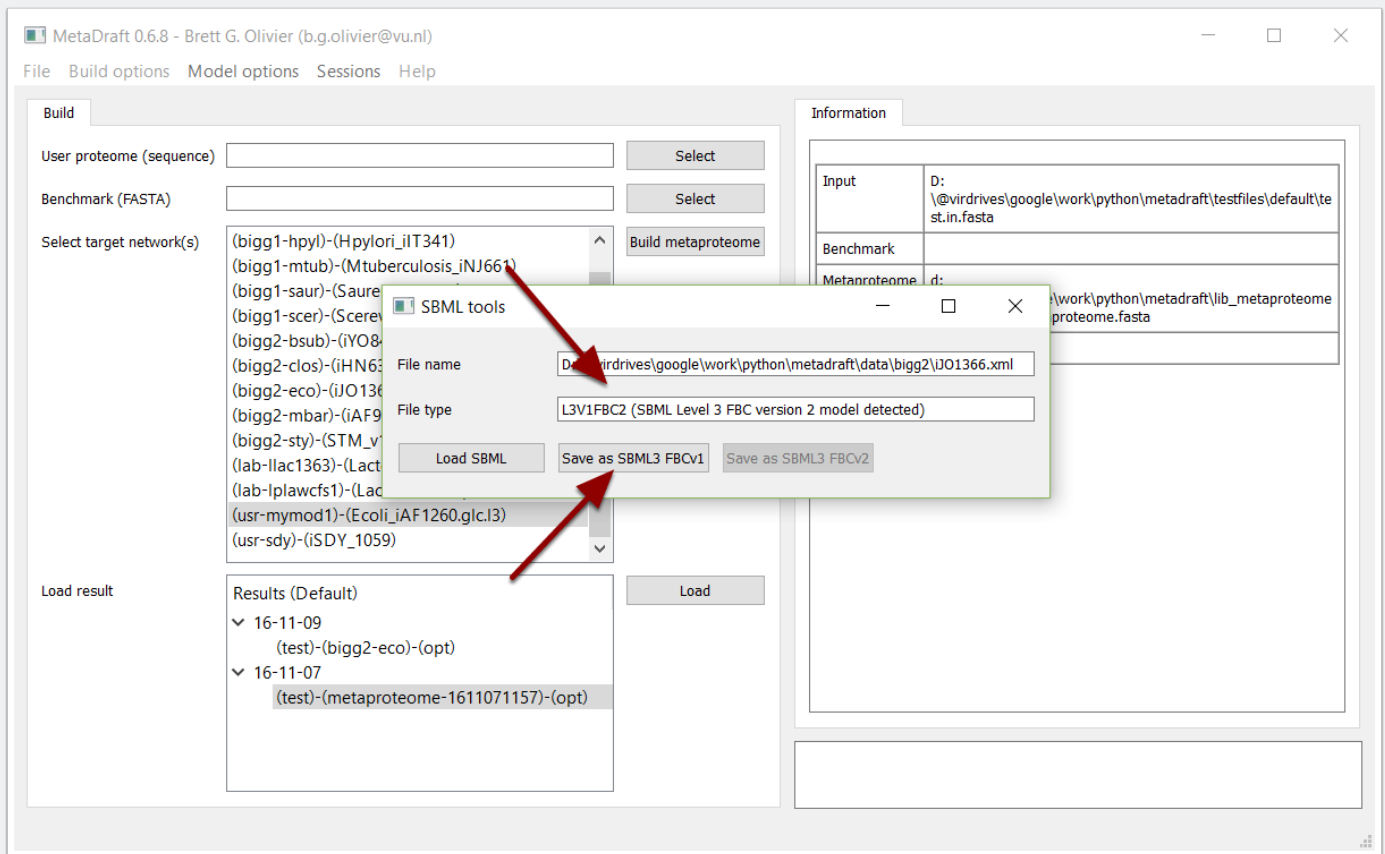 MetaDraft 0.6.8 - Brett G. Olivier (b.g.olivier@vu.nl)
File Build options Model options Sessions Help
Build
User proteome (sequence)
Select
Benchmark (FASTA)
Select
Select target network(s)
(bigg1-hpyl)-(Hpylori_iIT341)
(bigg1-mtub)-(Mtuberculosis_iNJ661)
(bigg1-saur)-(Saure
(bigg1-scer)-(Scerev
(bigg2-bsub)-(iYO84
(bigg2-clos)-(iHN63
(bigg2-eco)-(iJO136
(bigg2-mbar)-(iAF9
(bigg2-sty)-(STM_v1
(lab-llac1363)-(Lact
(lab-lplawcfs1)-(Lac
(usr-mymod1)-(Ecoli_iAF1260.glc.l3)
(usr-sdy)-(iSDY_1059)
Build metaproteome
Load result
Results (Default)
16-11-09
(test)-(bigg2-eco)-(opt)
16-11-07
(test)-(metaproteome-1611071157)-(opt)
Load
SBML tools
File name
virdrives\google\work\python\metadraft\data\bigg2\iJO1366.xml
File type
L3V1FBC2 (SBML Level 3 FBC version 2 model detected)
Load SBML
Save as SBML3 FBCv1
Save as SBML3 FBCv2
Information
Input
D:
\@virdrives\google\work\python\metadraft\testfiles\default\te
st.in.fasta
Benchmark
Metaproteome
d:
\work\python\metadraft\lib_metaproteome
proteome.fasta